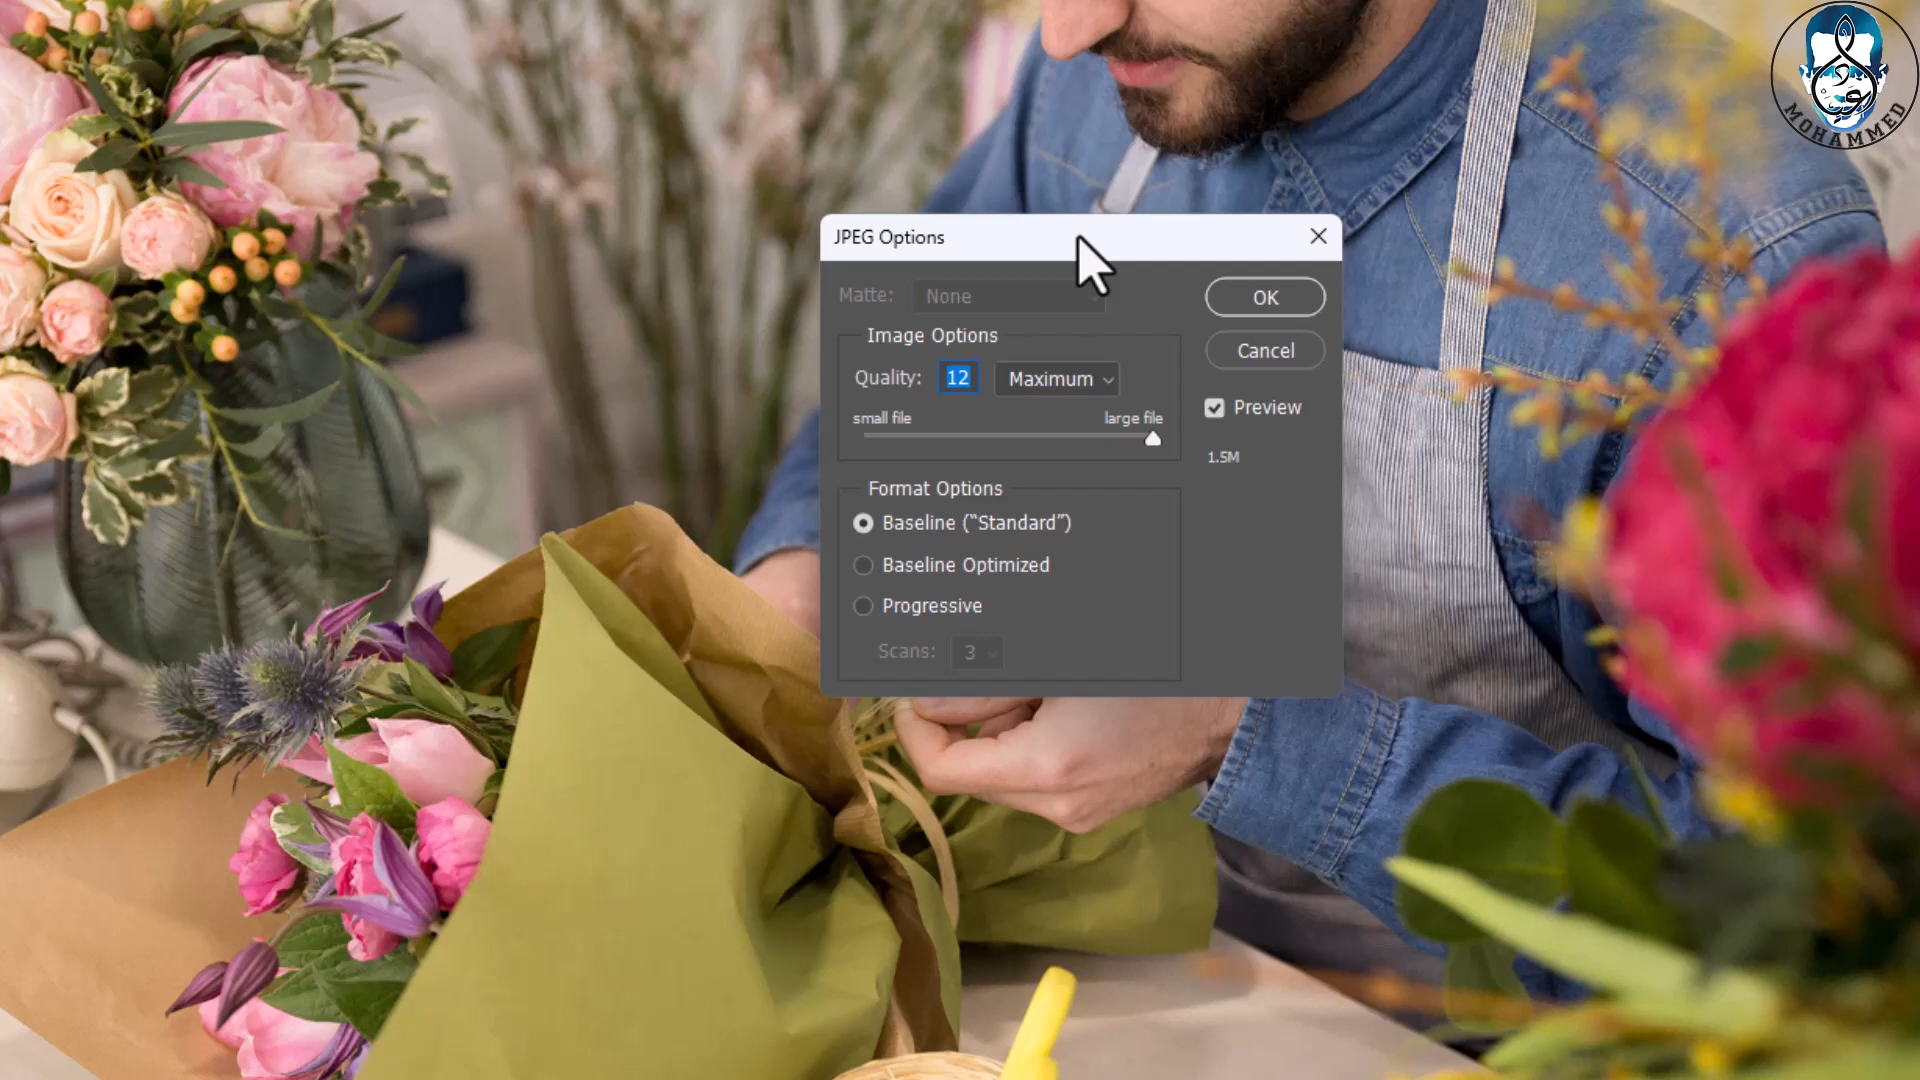 MOHAMMED
JPEG Options
Matte: None
OK
Image Options
Cancel
Quality: 12 Maximum
Preview
small file large file
1.5M
Format Options
Baseline (“Standard”)
Baseline Optimized
Progressive
Scans: 3